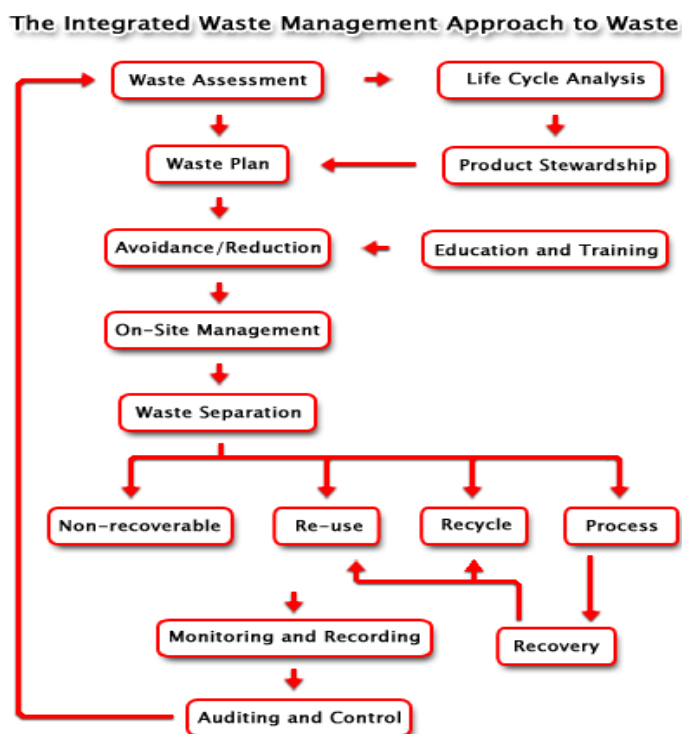 The Integrated Waste Management Approach to Waste
Waste Assessment
Life Cycle Analysis
Waste Plan
Product Stewardship
Avoidance/Reduction
Education and Training
On-Site Management
Waste Separation
Non-recoverable
Re-use
Recycle
Process
Monitoring and Recording
Recovery
Auditing and Control